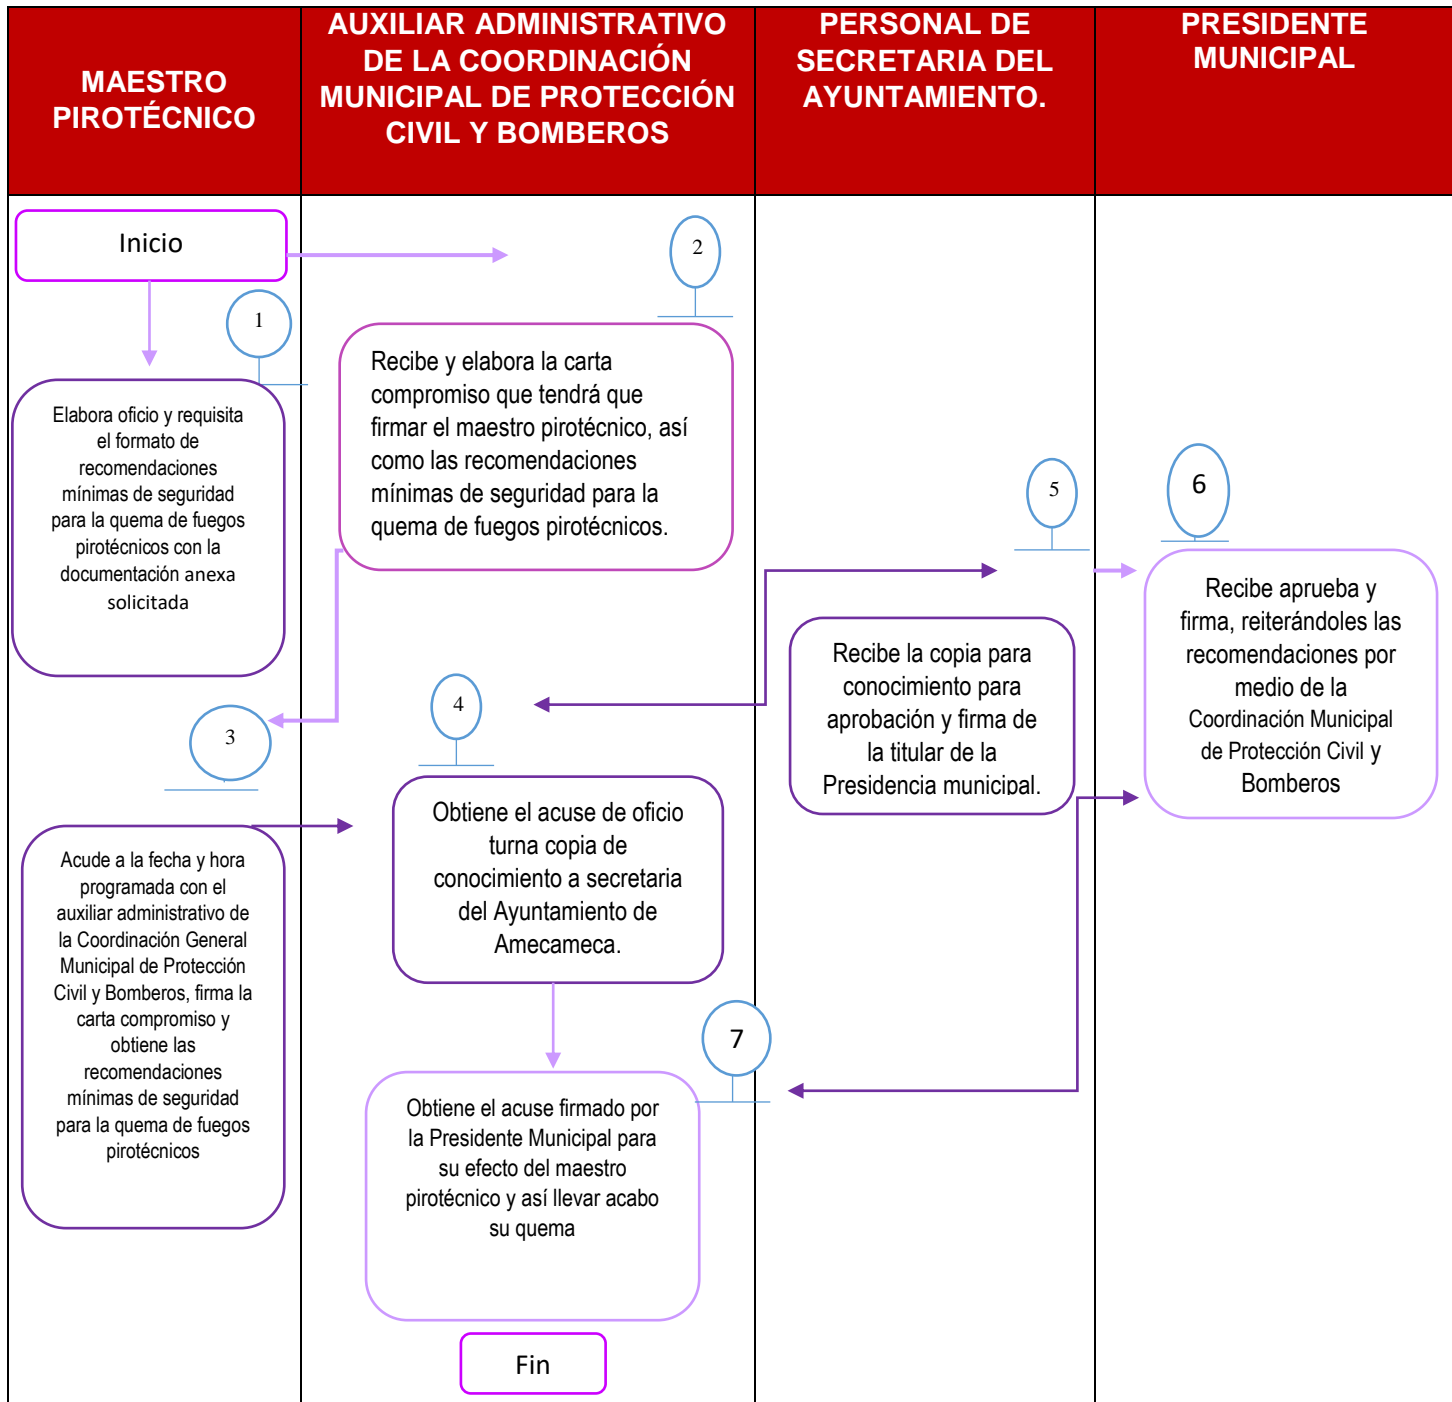 MAESTRO
PIROTÉCNICO
AUXILIAR ADMINISTRATIVO
DE LA COORDINACIÓN
MUNICIPAL DE PROTECCIÓN
CIVIL Y BOMBEROS
PERSONAL DE
SECRETARIA DEL
AYUNTAMIENTO.
PRESIDENTE
MUNICIPAL
Inicio
1
Elabora oficio y requisita
el formato de
recomendaciones
mínimas de seguridad
para la quema de fuegos
pirotécnicos con la
documentación anexa
solicitada
2
Recibe y elabora la carta
compromiso que tendrá que
firmar el maestro pirotécnico, así
como las recomendaciones
mínimas de seguridad para la
quema de fuegos pirotécnicos.
3
Acude a la fecha y hora
programada con el
auxiliar administrativo de
la Coordinación General
Municipal de Protección
Civil y Bomberos, firma la
carta compromiso y
obtiene las
recomendaciones
mínimas de seguridad
para la quema de fuegos
pirotécnicos
4
Obtiene el acuse de oficio
turna copia de
conocimiento a secretaria
del Ayuntamiento de
Amecameca.
5
Recibe la copia para
conocimiento para
aprobación y firma de
la titular de la
Presidencia municipal.
6
Recibe aprueba y
firma, reiterándoles las
recomendaciones por
medio de la
Coordinación Municipal
de Protección Civil y
Bomberos
7
Obtiene el acuse firmado por
la Presidente Municipal para
su efecto del maestro
pirotécnico y así llevar acabo
su quema
Fin